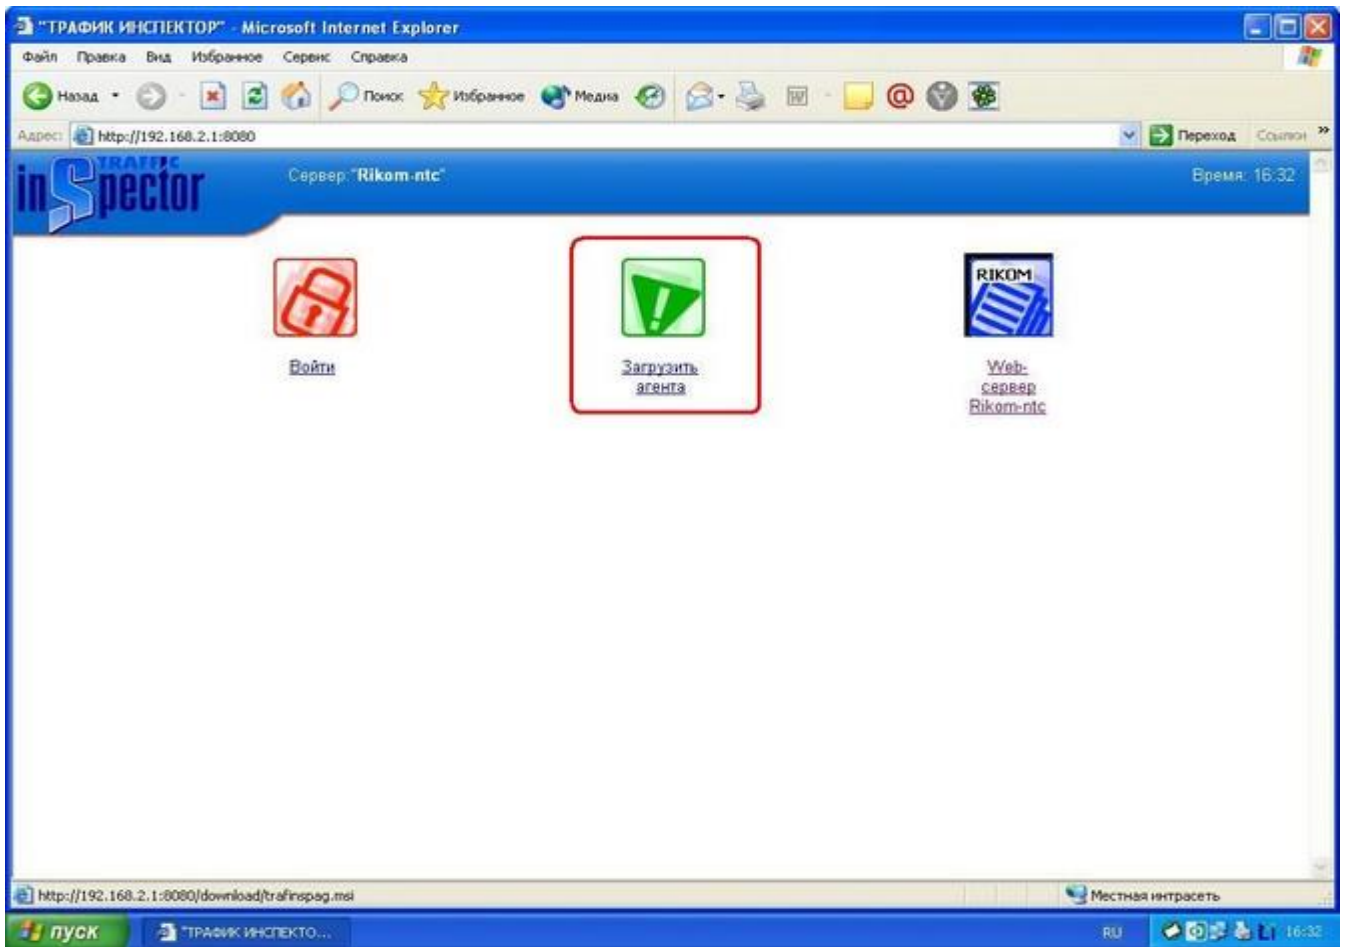 "ТРАФИК ИНСПЕКТОР" - Microsoft Internet Explorer
Файл Правка Вид Избранное Сервис Справка
Назад Поиск Избранное Медиа
Адрес: http://192.168.2.1:8080 Переход Ссылки »
TRAFFIC
inSpector
Сервер:"Rikom-ntc" Время: 16:32
RIKOM
Войти
Загрузить
агента
Web-
сервер
Rikom-ntc
http://192.168.2.1:8080/download/trafinspag.msi Местная интрасеть
пуск "ТРАФИК ИНСПЕКТО... RU 16:32